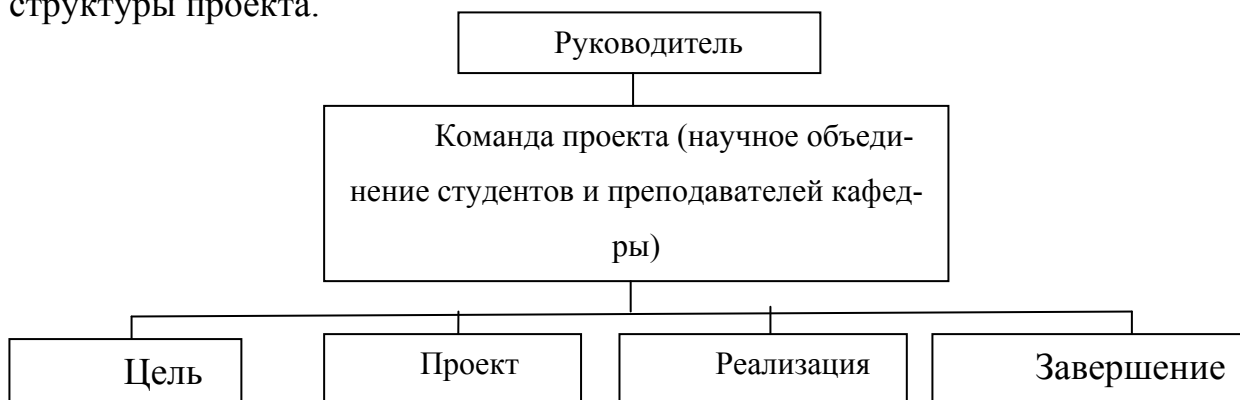 структуры проекта.
Руководитель
Команда проекта (научное объеди-
нение студентов и преподавателей кафед-
ры)
Цель
Проект
Реализация
Завершение